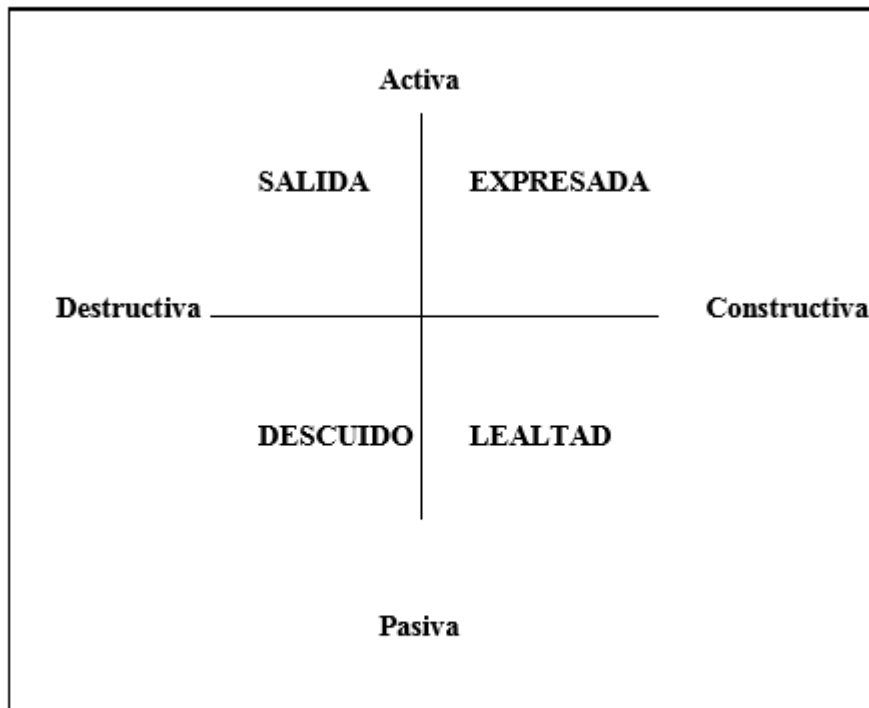 Activa
SALIDA EXPRESADA
Destructiva Constructiva
DESCUIDO LEALTAD
Pasiva